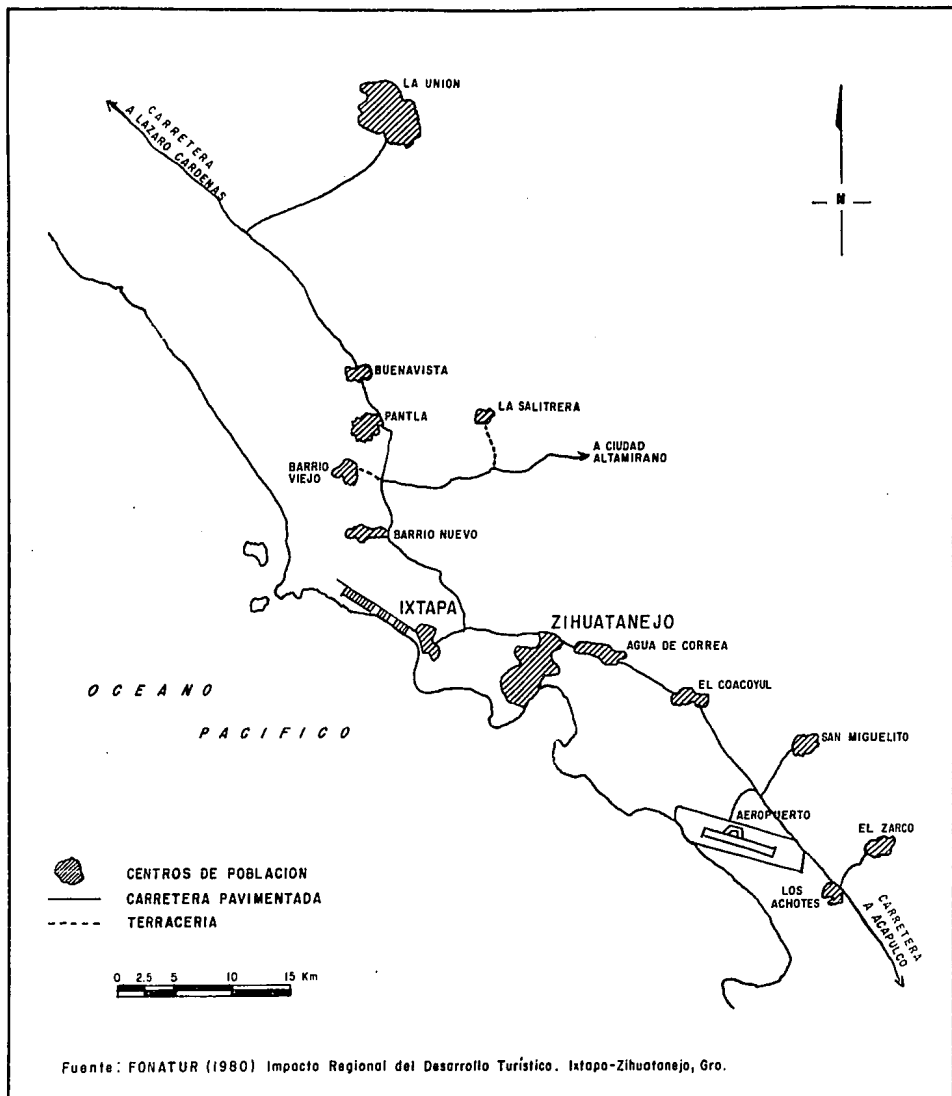 LA UNION
CARRETERA
A LAZARO CARDENAS
N
BUENAVISTA
PANTLA
LA SALITRERA
A CIUDAD
ALTAMIRANO
BARRIO
VIEJO
BARRIO NUEVO
IXTAPA
ZIHUATANEJO
AGUA DE CORREA
EL COACOYUL
OCEANO
PACIFICO
SAN MIGUELITO
AEROPUERTO
EL ZARCO
LOS
ACHOTES
CARRETERA
A ACAPULCO
CENTROS DE POBLACION
CARRETERA PAVIMENTADA
TERRACERIA
0 2.5 5 10 15 Km
Fuente: FONATUR (1980) Impacto Regional del Desarrollo Turístico. Ixtapa-Zihuatanejo, Gro.